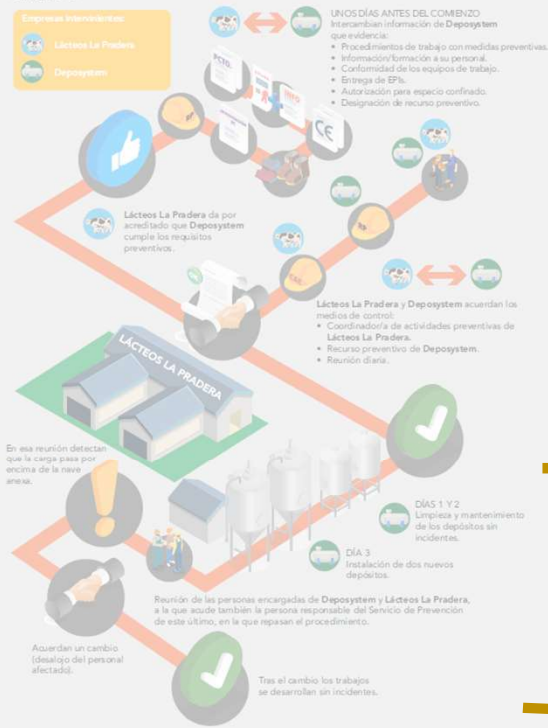 Empresas intervinientes:
Lácteos La Pradera
Deposystem
UNOS DÍAS ANTES DEL COMIENZO
Intercambian información de Deposystem
que evidencia:
• Procedimientos de trabajo con medidas preventivas.
• Información/formación a su personal.
• Conformidad de los equipos de trabajo.
• Entrega de EPIs.
• Autorización para espacio confinado.
• Designación de recurso preventivo.
PCTO.
INFO
CE
Lácteos La Pradera da por
acreditado que Deposystem
cumple los requisitos
preventivos.
Lácteos La Pradera y Deposystem acuerdan los
medios de control:
• Coordinador/a de actividades preventivas de
Lácteos La Pradera.
• Recurso preventivo de Deposystem.
• Reunión diaria.
LÁCTEOS LA PRADERA
En esa reunión detectan
que la carga pasa por
encima de la nave
anexa.
DÍAS 1 Y 2
Limpieza y mantenimiento
de los depósitos sin
incidentes.
DÍA 3
Instalación de dos nuevos
depósitos.
Reunión de las personas encargadas de Deposystem y Lácteos La Pradera,
a la que acude también la persona responsable del Servicio de Prevención
de este último, en la que repasan el procedimiento.
Acuerdan un cambio
(desalojo del personal
afectado).
Tras el cambio los trabajos
se desarrollan sin incidentes.